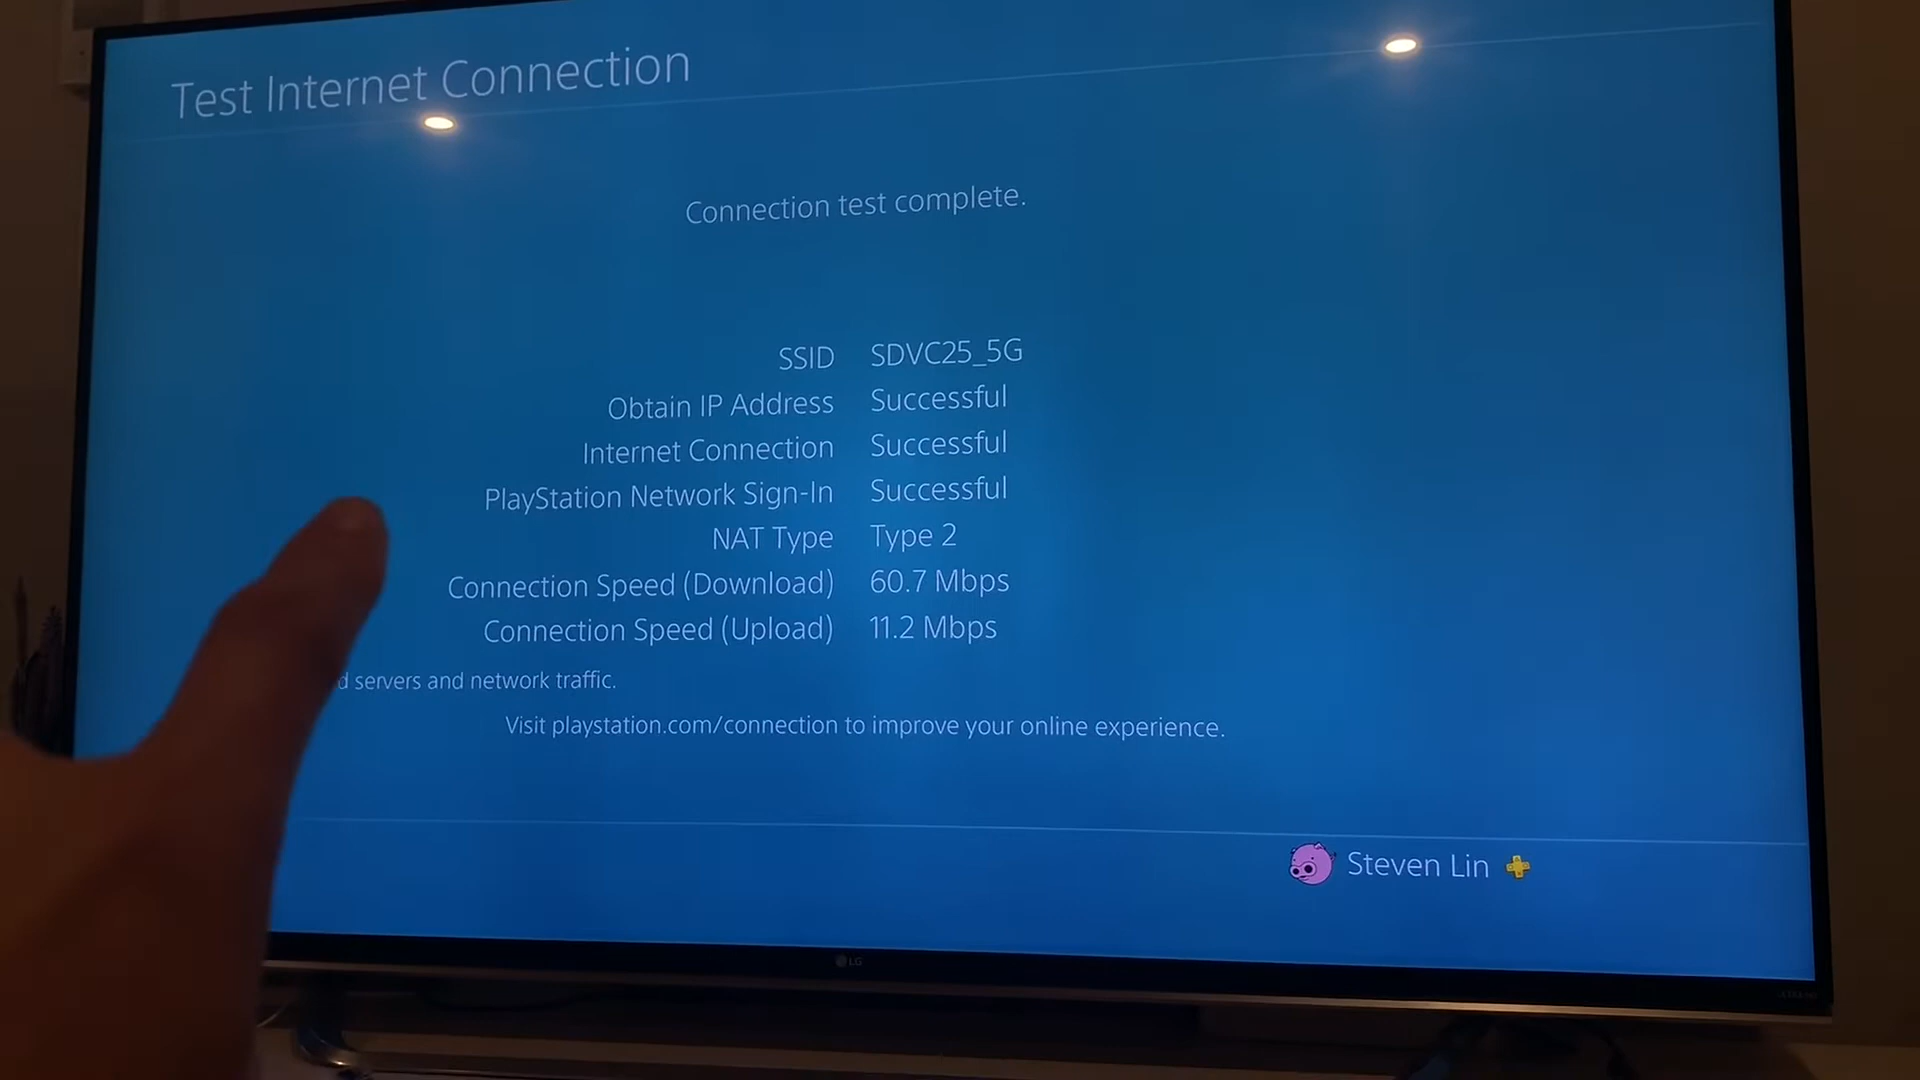 Test Internet Connection
Connection test complete.
SSID SDVC25_5G
Obtain IP Address Successful
Internet Connection Successful
PlayStation Network Sign-In Successful
NAT Type Type 2
Connection Speed (Download) 60.7 Mbps
Connection Speed (Upload) 11.2 Mbps
servers and network traffic.
Visit playstation.com/connection to improve your online experience.
Steven Lin
LG